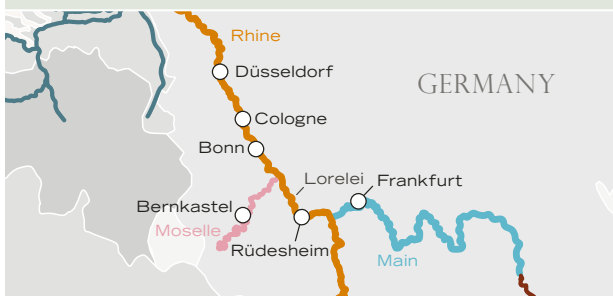 Rhine
Düsseldorf
GERMANY
Cologne
Bonn
Lorelei
Frankfurt
Bernkastel
Moselle
Rüdesheim
Main